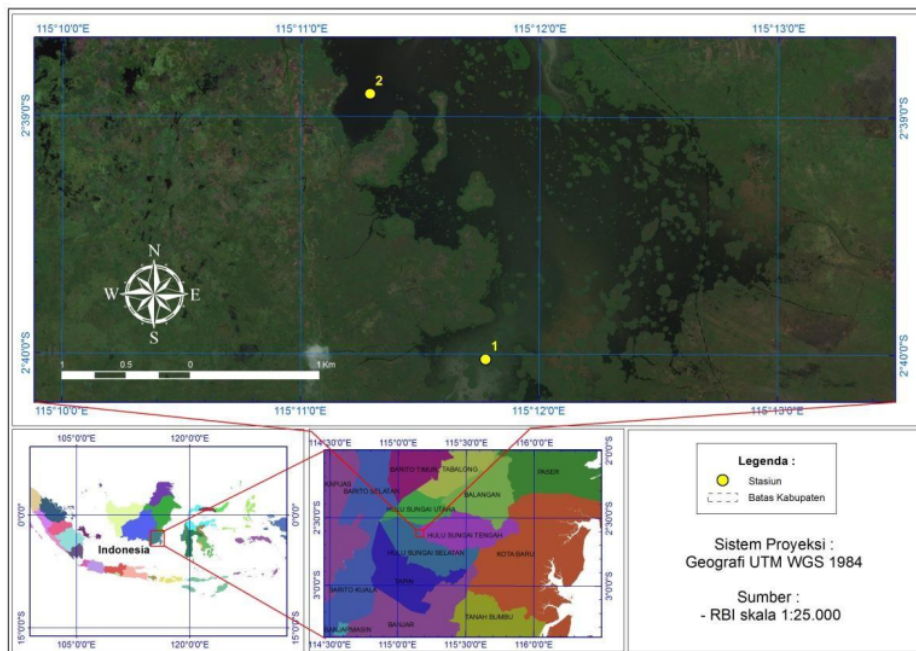 115°10'0"E 115°11'0"E 115°12'0"E 115°13'0"E
2
2°39'0"S 2°39'0"S
N
W E
S
1
2°40'0"S 2°40'0"S
1 0.5 0 1 Km
115°10'0"E 115°11'0"E 115°12'0"E 115°13'0"E
105°0'0"E 120°0'0"E
0°0'0" 0°0'0"
Indonesia
15°0'0"S 15°0'0"S
105°0'0"E 120°0'0"E
114°30'0"E 115°0'0"E 115°30'0"E 116°0'0"E
2°0'0"S
BARITO TIMUR TABALONG PASER
KAPUAS
BARITO SELATAN BALANGAN
HULU SUNGAI UTARA
2°30'0"S 2°30'0"S
HULU SUNGAI TENGAH
HULU SUNGAI SELATAN KOTA BARU
TAPIN
3°0'0"S 3°0'0"S
BARITO KUALA
TANAH BUMBU
BANJARMASIN BANJAR
114°30'0"E 115°0'0"E 115°30'0"E 116°0'0"E
Legenda :
Stasiun
Batas Kabupaten
Sistem Proyeksi :
Geografi UTM WGS 1984
Sumber :
- RBI skala 1:25.000